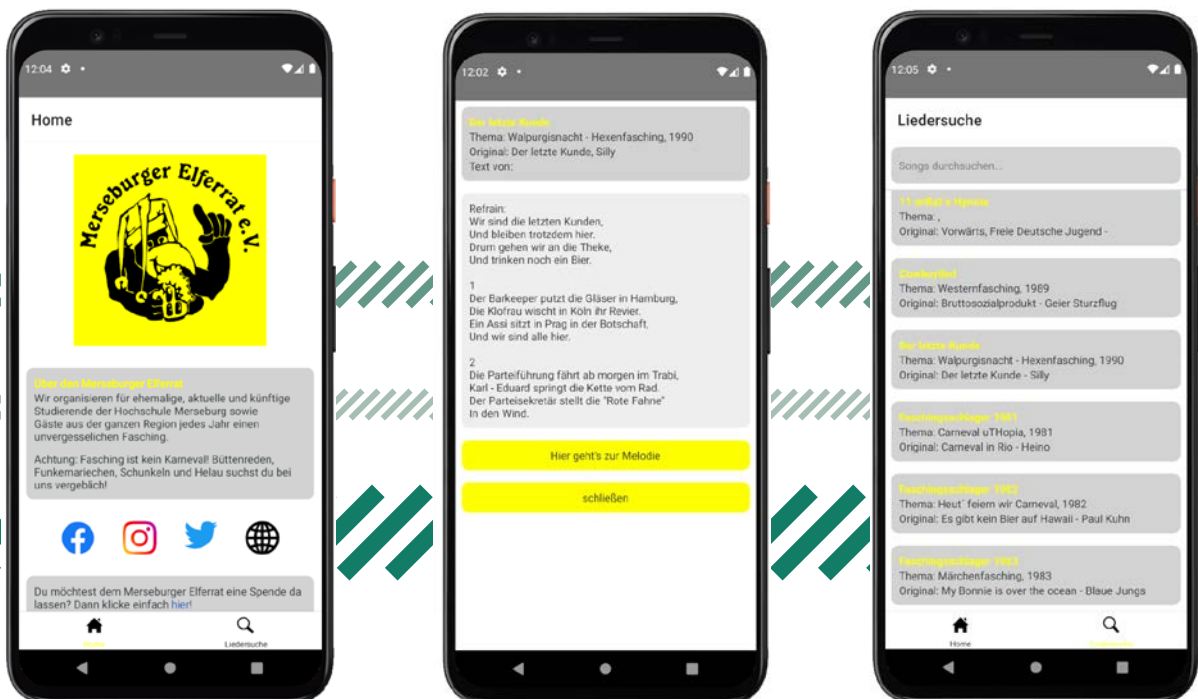 12:04
Home
Merseburger Elferrat e.V.
Über den Merseburger Elferrat
Wir organisieren für ehemalige, aktuelle und künftige
Studierende der Hochschule Merseburg sowie
Gäste aus der ganzen Region jedes Jahr einen
unvergesselichen Fasching.
Achtung: Fasching ist kein Karneval! Büttenreden,
Funkemariechen, Schunkeln und Helau suchst du bei
uns vergeblich!
Du möchtest dem Merseburger Elferrat eine Spende da
lassen? Dann klicke einfach hier!
Home
Liedersuche
12:02
Der letzte Kunde
Thema: Walpurgisnacht - Hexenfasching, 1990
Original: Der letzte Kunde, Silly
Text von:
Refrain:
Wir sind die letzten Kunden,
Und bleiben trotzdem hier.
Drum gehen wir an die Theke,
Und trinken noch ein Bier.
1
Der Barkeeper putzt die Gläser in Hamburg,
Die Klofrau wischt in Köln ihr Revier.
Ein Assi sitzt in Prag in der Botschaft,
Und wir sind alle hier.
2
Die Parteiführung fährt ab morgen im Trabi,
Karl - Eduard springt die Kette vom Rad.
Der Parteisekretär stellt die "Rote Fahne"
In den Wind.
Hier geht's zur Melodie
schließen
12:05
Liedersuche
Songs durchsuchen...
Thema: ,
Original: Vorwärts, Freie Deutsche Jugend -
Cowboylied
Thema: Westernfasching, 1989
Original: Bruttosozialprodukt - Geier Sturzflug
Der letzte Kunde
Thema: Walpurgisnacht - Hexenfasching, 1990
Original: Der letzte Kunde - Silly
Faschingsschlager 1981
Thema: Carneval uTHopia, 1981
Original: Carneval in Rio - Heino
Faschingsschlager 1982
Thema: Heut´ feiern wir Carneval, 1982
Original: Es gibt kein Bier auf Hawaii - Paul Kuhn
Faschingsschlager 1983
Thema: Märchenfasching, 1983
Original: My Bonnie is over the ocean - Blaue Jungs
Home
Liedersuche